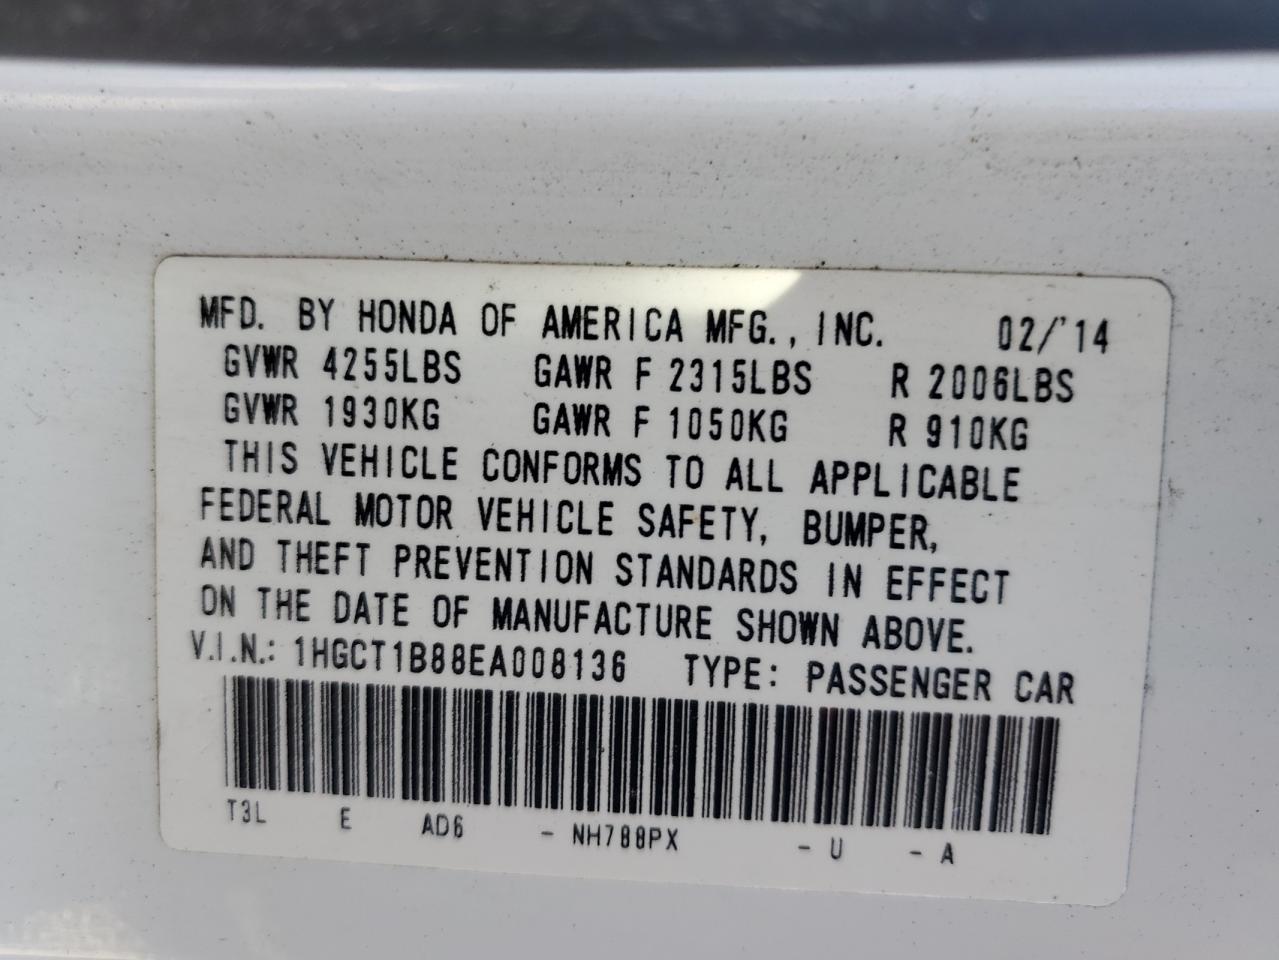 MFD. BY HONDA OF AMERICA MFG., INC. 02/'14
GVWR 4255LBS GAWR F 2315LBS R 2006LBS
GVWR 1930KG GAWR F 1050KG R 910KG
THIS VEHICLE CONFORMS TO ALL APPLICABLE
FEDERAL MOTOR VEHICLE SAFETY, BUMPER,
AND THEFT PREVENTION STANDARDS IN EFFECT
ON THE DATE OF MANUFACTURE SHOWN ABOVE.
V.I.N.: 1HGCT1B88EA008136 TYPE: PASSENGER CAR
T3L E AD6 - NH788PX - U - A